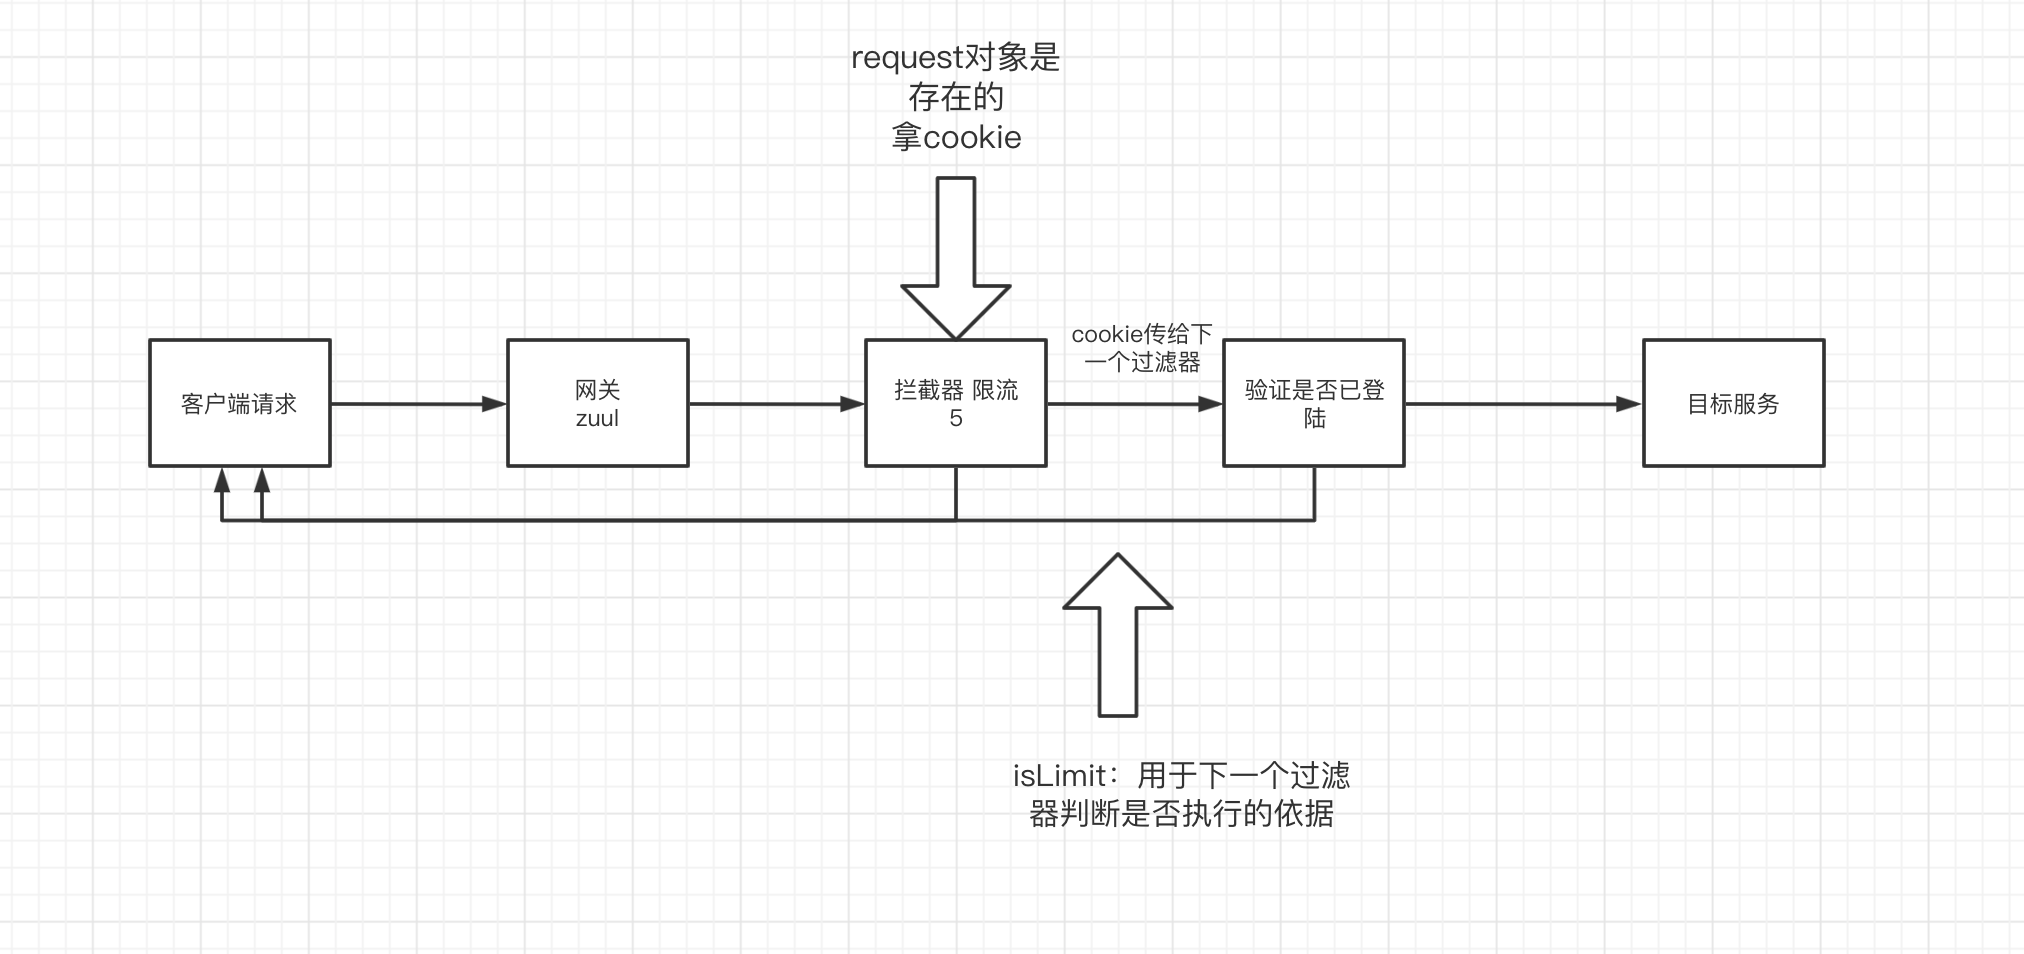 request对象是
存在的
拿cookie
cookie传给下
一个过滤器
客户端请求
网关
zuul
拦截器 限流
5
验证是否已登
陆
目标服务
isLimit：用于下一个过滤
器判断是否执行的依据